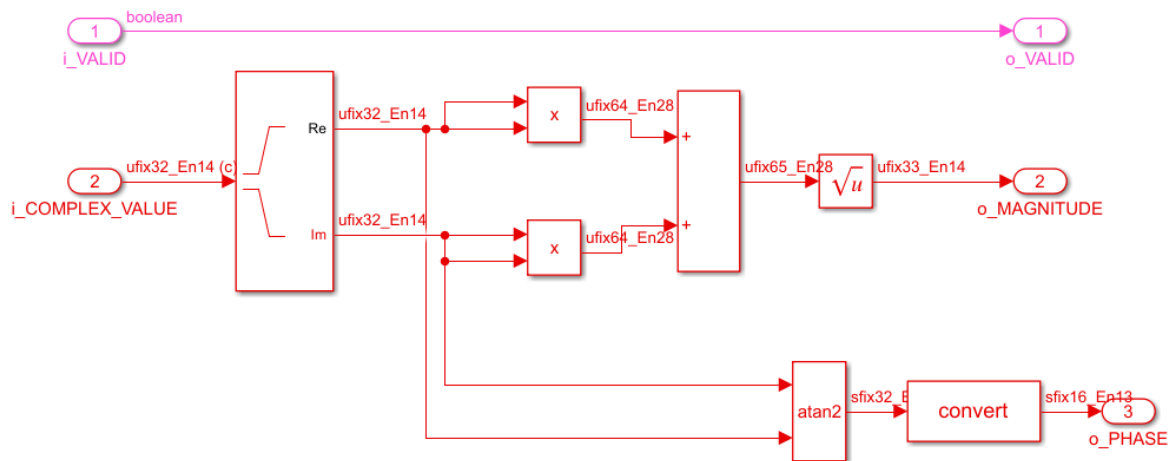 boolean
1
i_VALID
1
o_VALID
ufix32_En14 (c)
2
i_COMPLEX_VALUE
Re
Im
ufix32_En14
ufix32_En14
x
ufix64_En28
x
ufix64_En28
+
+
ufix65_En28
√u
ufix33_En14
2
o_MAGNITUDE
atan2
sfix32_E
convert
sfix16_En13
3
o_PHASE